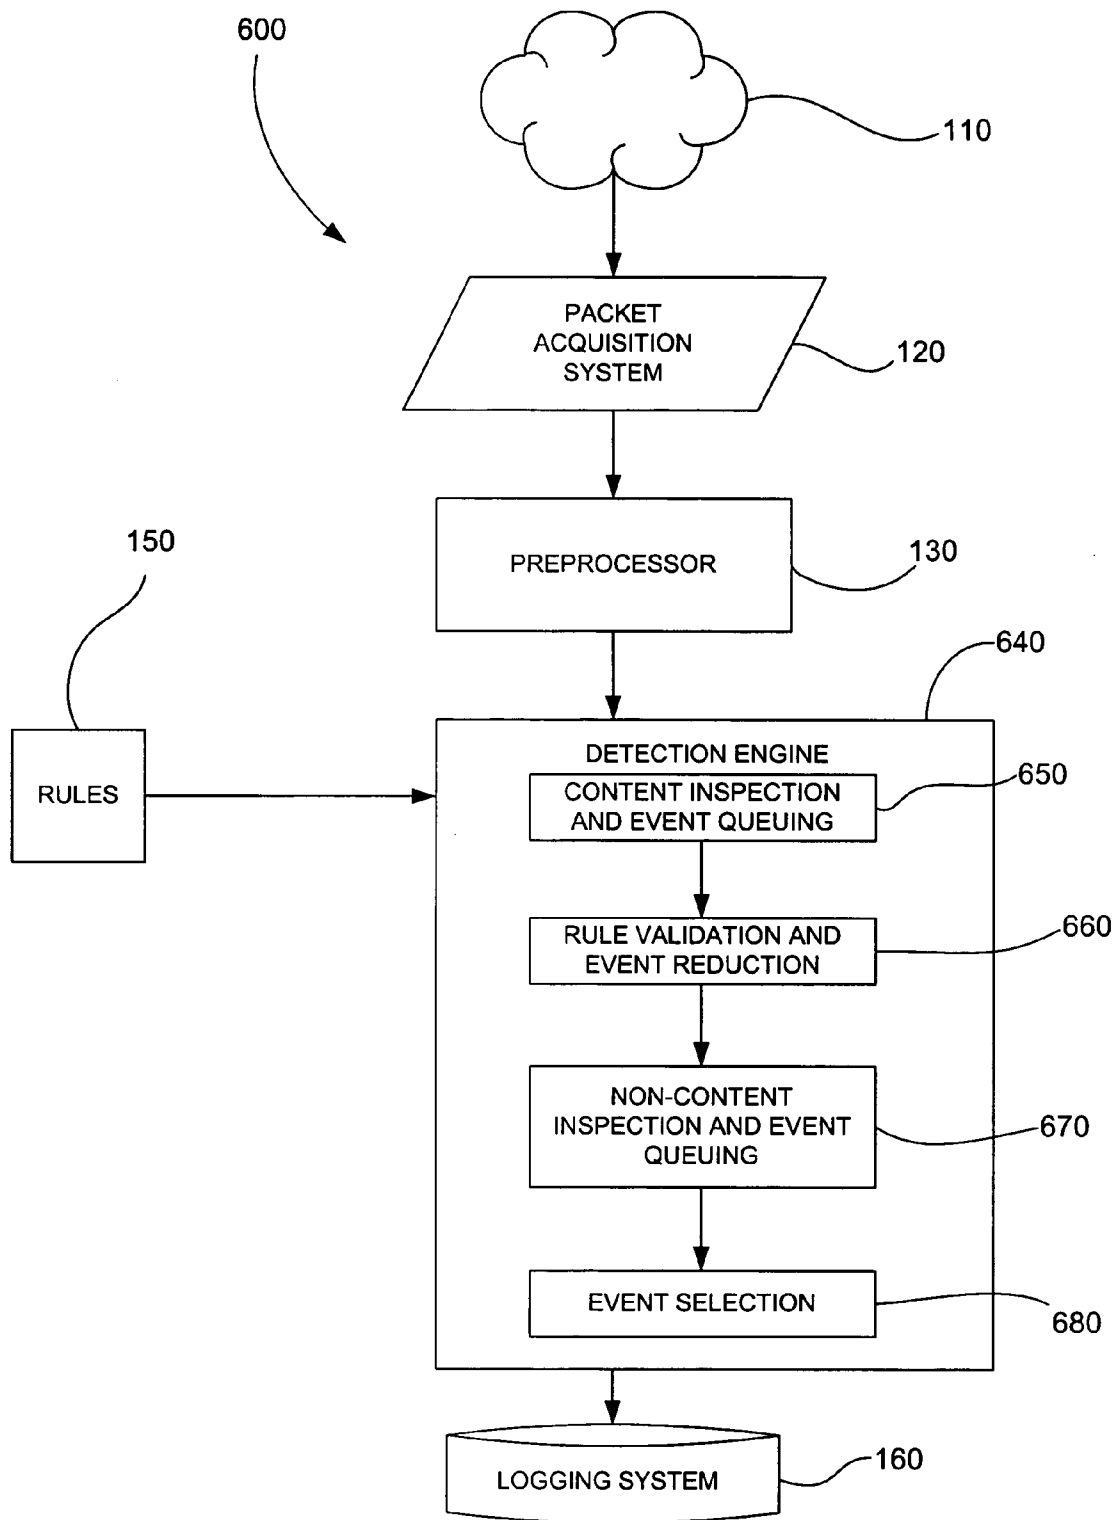 600
110
PACKET
ACQUISITION
SYSTEM
120
150
PREPROCESSOR
130
640
RULES
DETECTION ENGINE
650
CONTENT INSPECTION
AND EVENT QUEUING
660
RULE VALIDATION AND
EVENT REDUCTION
NON-CONTENT
INSPECTION AND EVENT
QUEUING
670
EVENT SELECTION
680
LOGGING SYSTEM
160